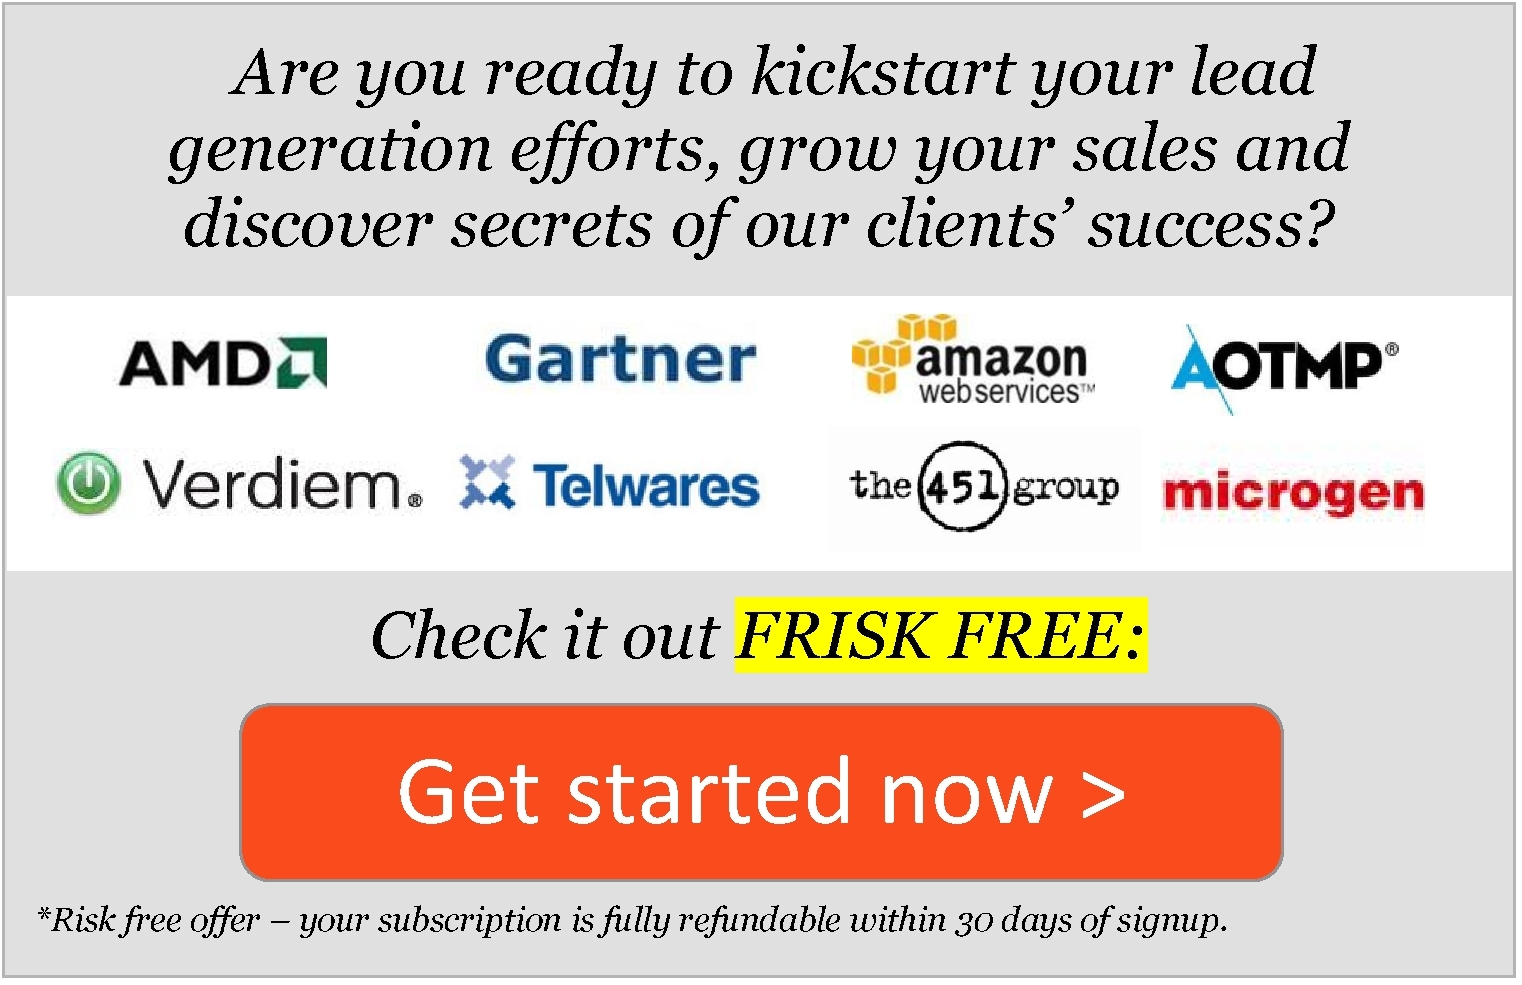 Are you ready to kickstart your lead
generation efforts, grow your sales and
discover secrets of our clients’ success?
AMD Gartner amazon webservices™ AOTMP®
Verdiem® Telwares the 451 group microgen
Check it out FRISK FREE:
Get started now >
*Risk free offer – your subscription is fully refundable within 30 days of signup.